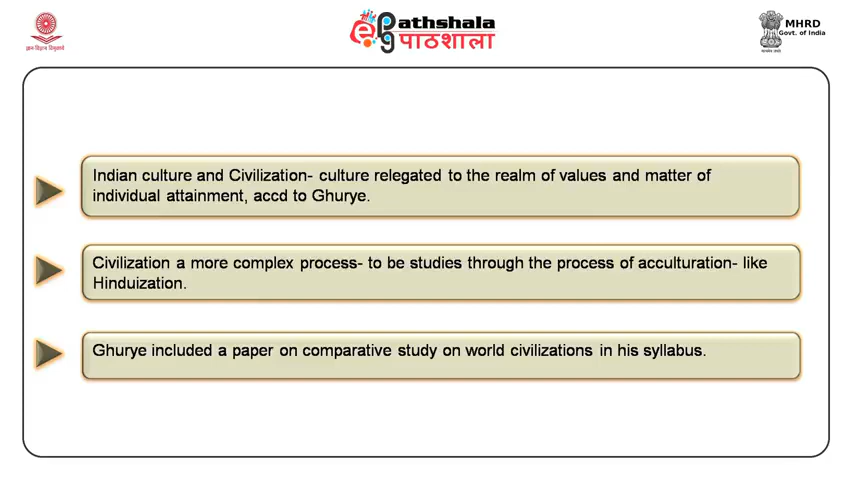 Pathshala
पाठशाला
MHRD
Govt. of India
Indian culture and Civilization- culture relegated to the realm of values and matter of
individual attainment, accd to Ghurye.
Civilization a more complex process- to be studies through the process of acculturation- like
Hinduization.
Ghurye included a paper on comparative study on world civilizations in his syllabus.